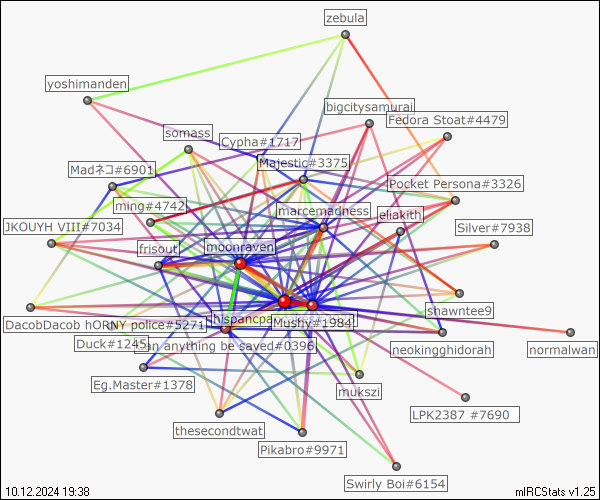 zebula
yoshimanden
bigcitysamurai
Fedora Stoat#4479
somass
Cypha#1717
Majestic#3375
Madネコ#6901
Pocket Persona#3326
ming#4742
marcemadness
eliakith
JKOUYH VIII#7034
Silver#7938
frisout
moonraven
shawntee9
DacobDacob hORNY police#5271
hispancpa
Mushy#1984
Duck#1245
an anything be saved#0396
neokingghidorah
normalwan
Eg.Master#1378
mukszi
LPK2387 #7690
thesecondtwat
Pikabro#9971
Swirly Boi#6154
10.12.2024 19:38
mIRCStats v1.25